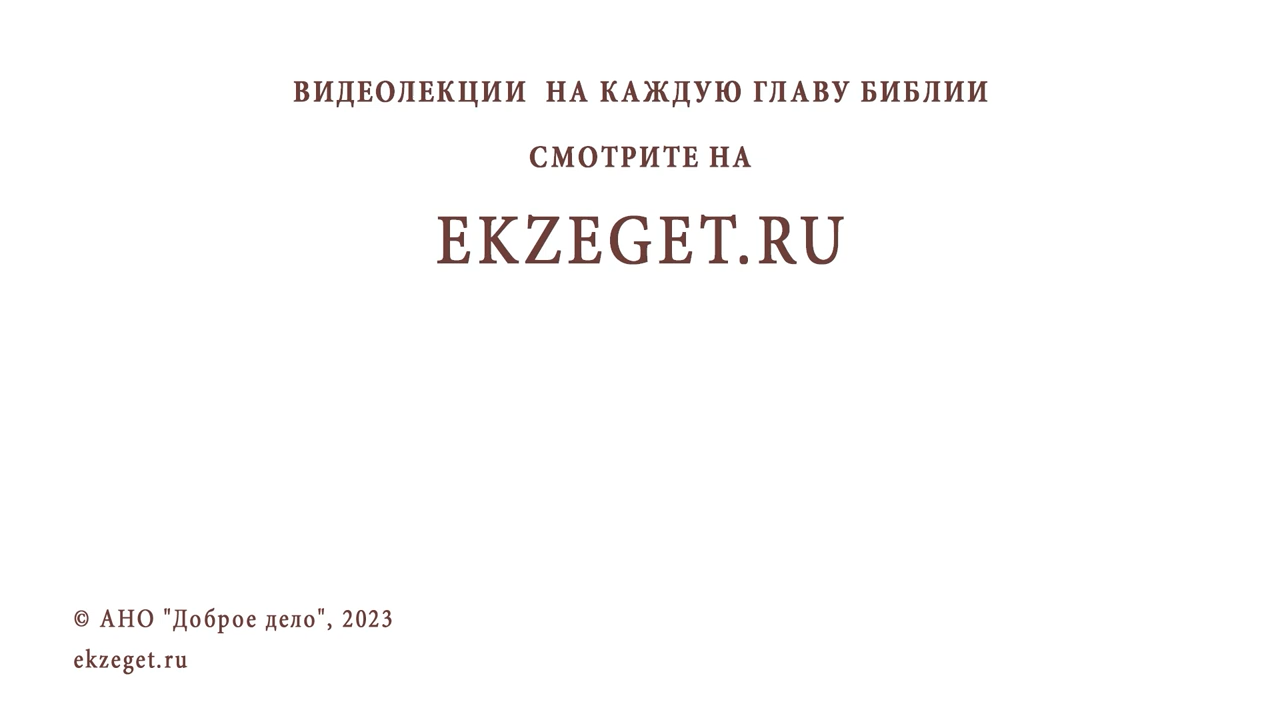 ВИДЕОЛЕКЦИИ НА КАЖДУЮ ГЛАВУ БИБЛИИ
СМОТРИТЕ НА
EKZEGET.RU
© АНО "Доброе дело", 2023
ekzeget.ru